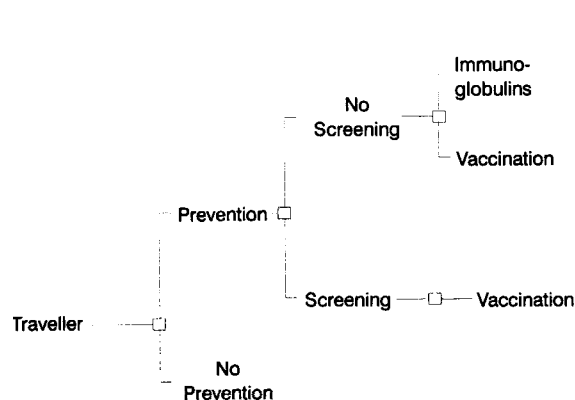 Immuno-
globulins
No
Screening
Vaccination
Prevention
Screening
Vaccination
Traveller
No
Prevention